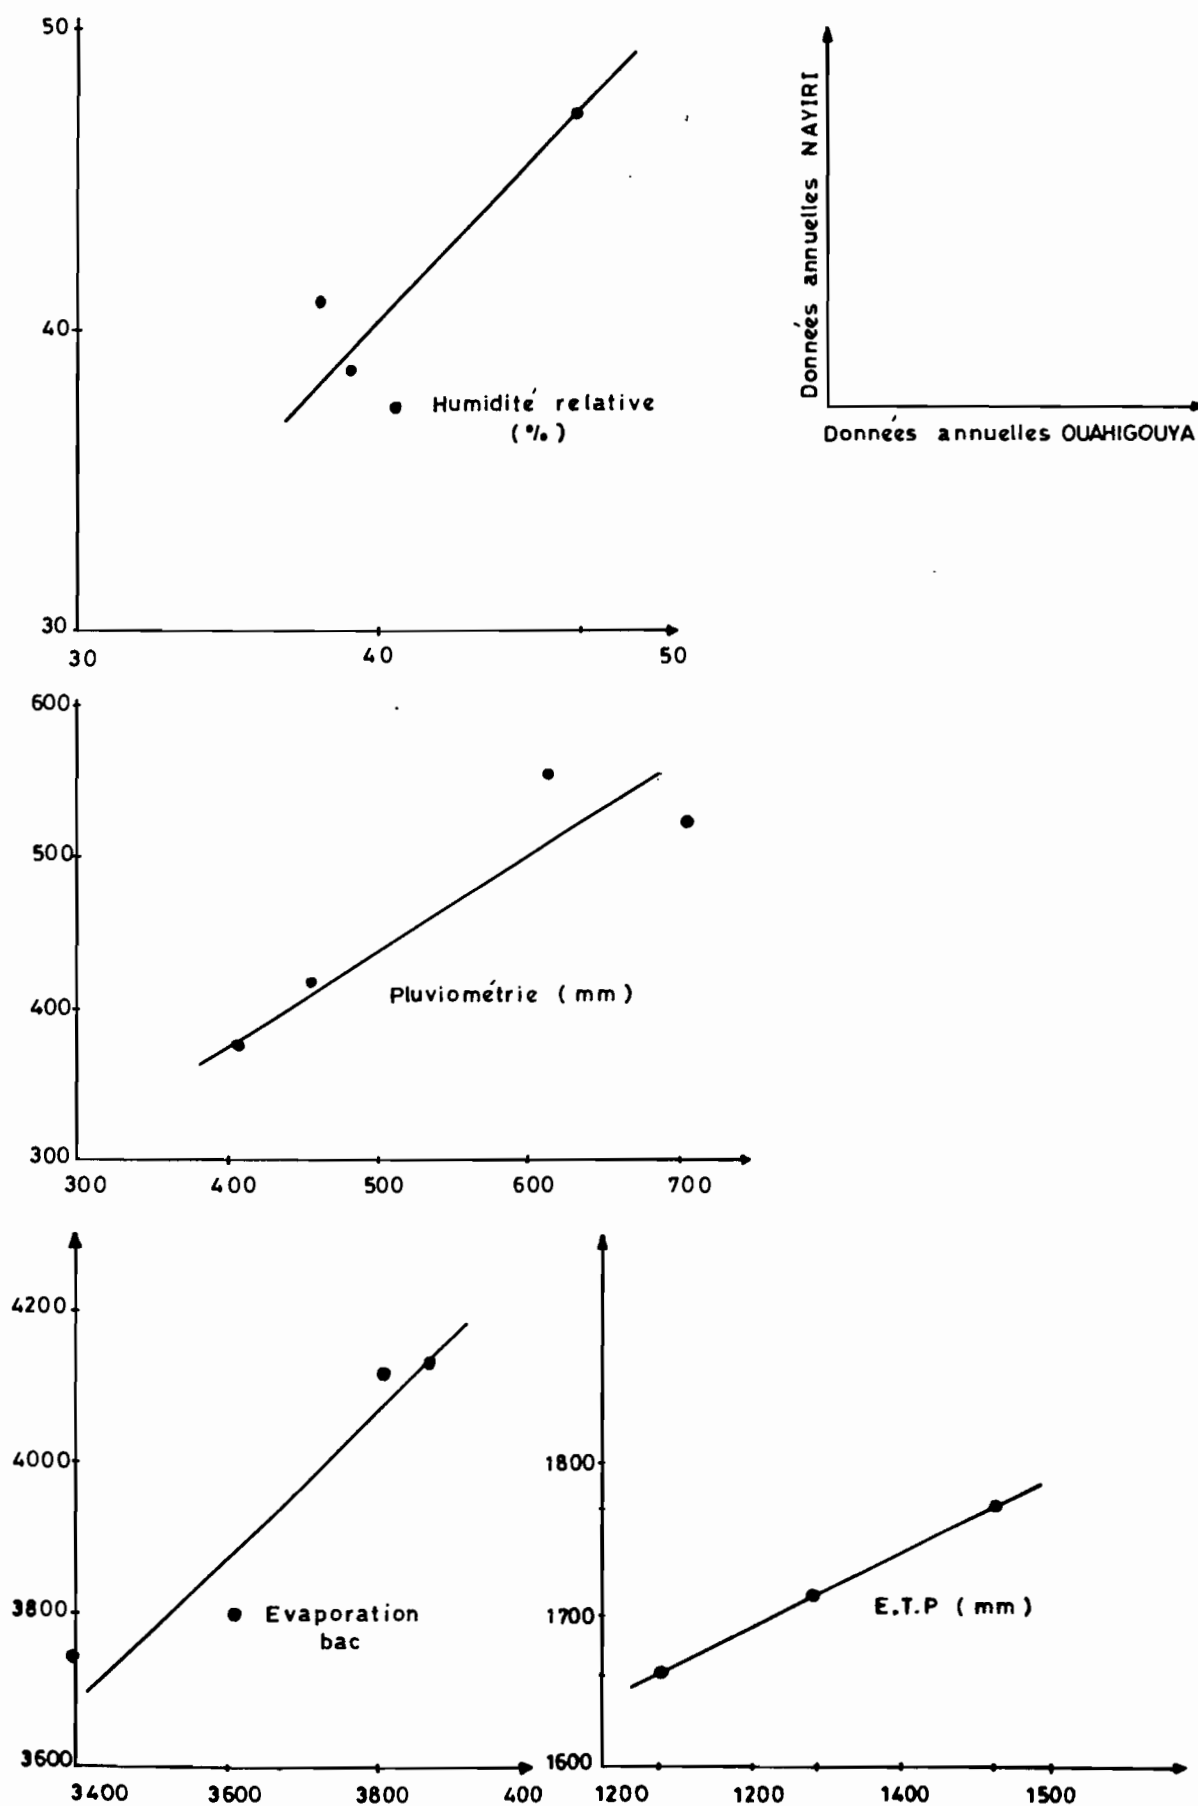 50
40
30
30 40 50
Humidité relative
(%)
Données annuelles NAYIRI
Données annuelles OUAHIGOUYA
600
500
400
300
300 400 500 600 700
Pluviométrie (mm)
4200
4000
3800
3600
3400 3600 3800 400
Evaporation
bac
1800
1700
1600
1200 1200 1400 1500
E.T.P (mm)